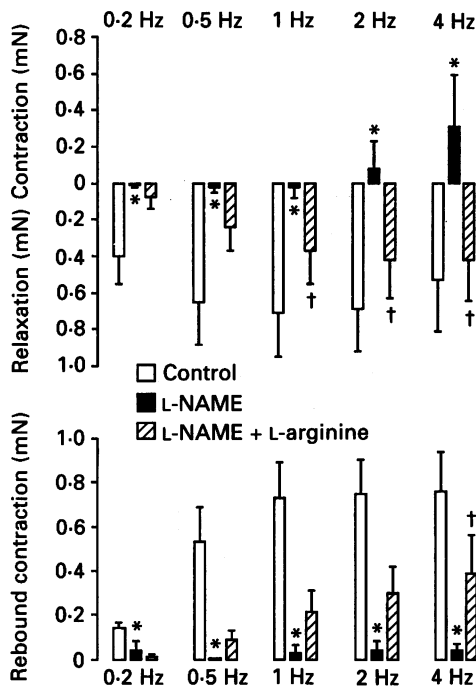 0·2 Hz 0·5 Hz 1 Hz 2 Hz 4 Hz
Relaxation (mN) Contraction (mN)
0·8
0·6
0·4
0·2
0
0·2
0·4
0·6
0·8
1·0
* * * * *
† † †
Control
L-NAME
L-NAME + L-arginine
Rebound contraction (mN)
1·0
0·8
0·6
0·4
0·2
0
* * * * *
†
0·2 Hz 0·5 Hz 1 Hz 2 Hz 4 Hz